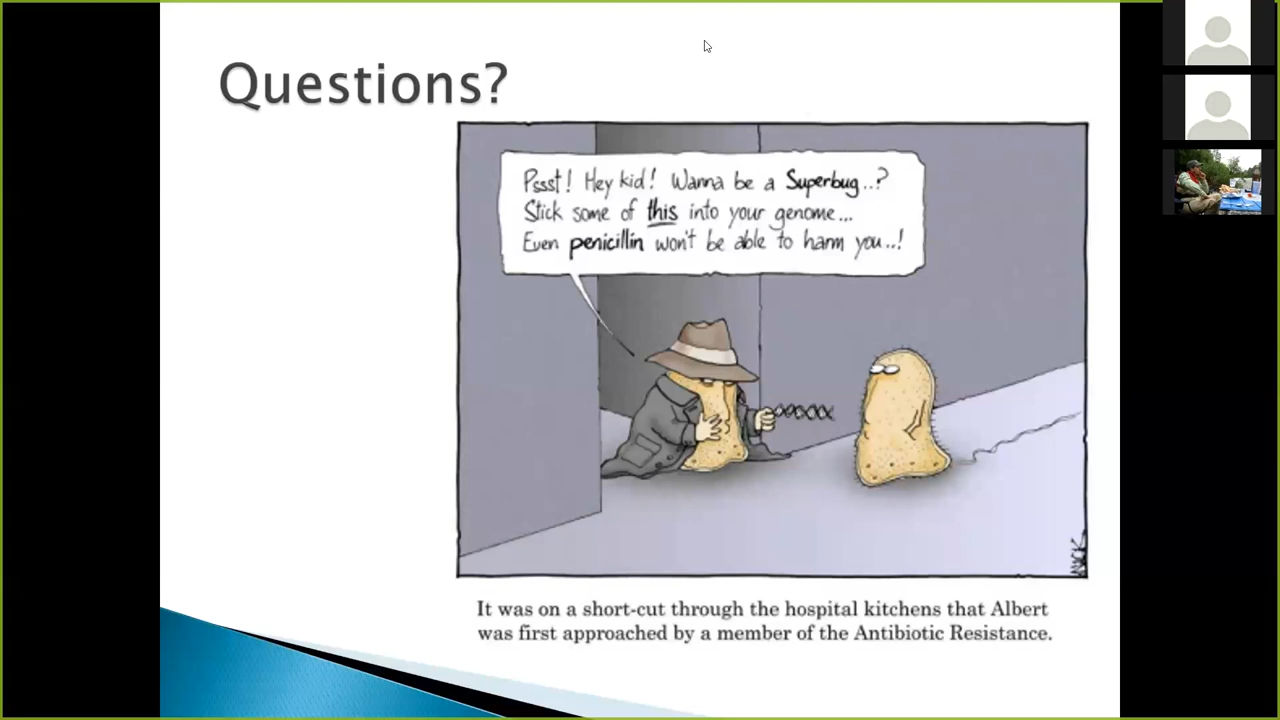 Questions?
Pssst! Hey kid! Wanna be a Superbug..?
Stick some of this into your genome...
Even penicillin won't be able to harm you..!
NICK
It was on a short-cut through the hospital kitchens that Albert
was first approached by a member of the Antibiotic Resistance.